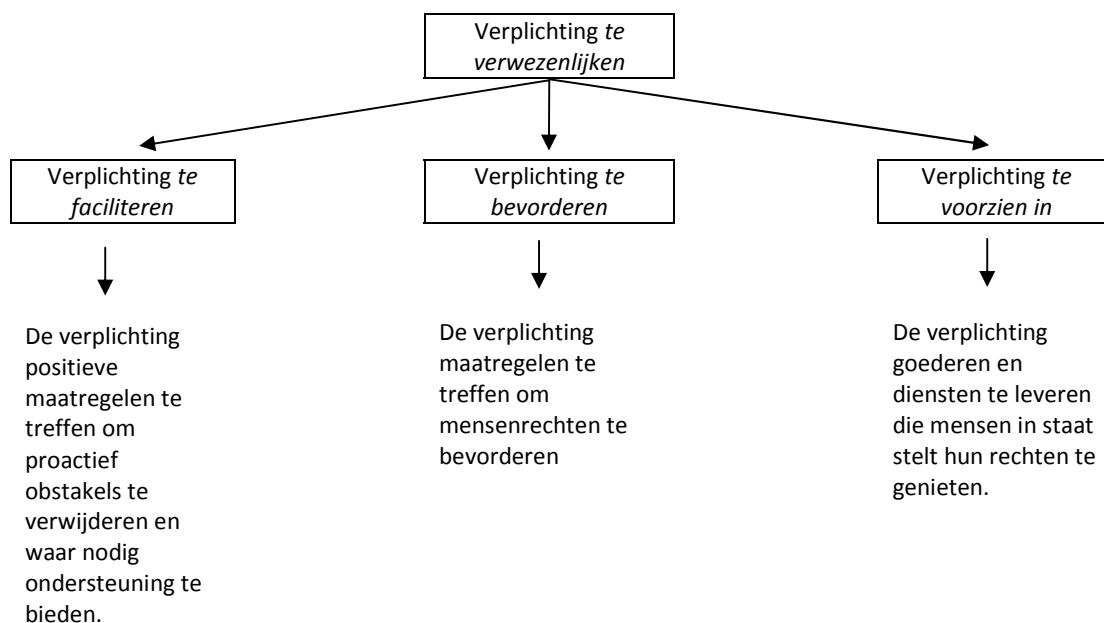 Verplichting te
verwezenlijken
Verplichting te
faciliteren
Verplichting te
bevorderen
Verplichting te
voorzien in
De verplichting
positieve
maatregelen te
treffen om
proactief
obstakels te
verwijderen en
waar nodig
ondersteuning te
bieden.
De verplichting
maatregelen te
treffen om
mensenrechten te
bevorderen
De verplichting
goederen en
diensten te leveren
die mensen in staat
stelt hun rechten te
genieten.